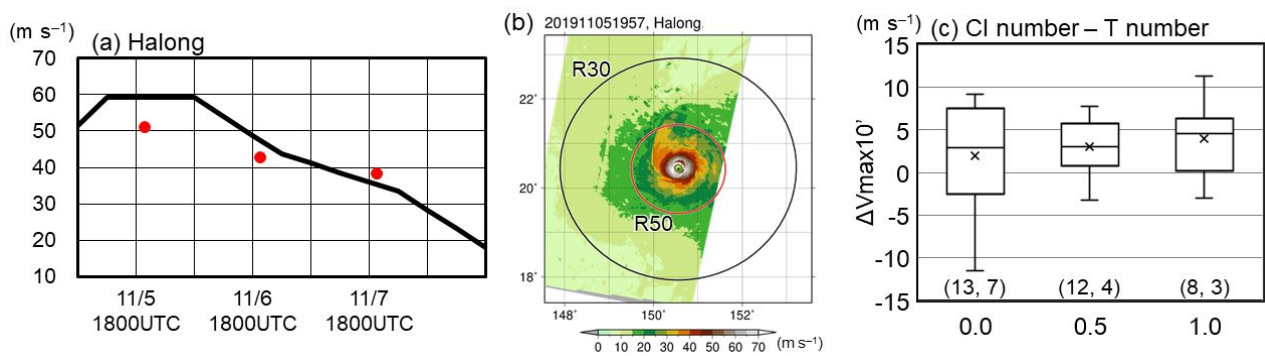 (m s⁻¹)
(a) Halong
70
60
50
40
30
20
10
11/5
1800UTC
11/6
1800UTC
11/7
1800UTC
(b)
201911051957, Halong
R30
R50
22˚
20˚
18˚
148˚
150˚
152˚
0 10 20 30 40 50 60 70
(m s⁻¹)
(m s⁻¹)
(c) CI number – T number
ΔVmax10'
15
10
5
0
-5
-10
-15
(13, 7)
(12, 4)
(8, 3)
0.0
0.5
1.0